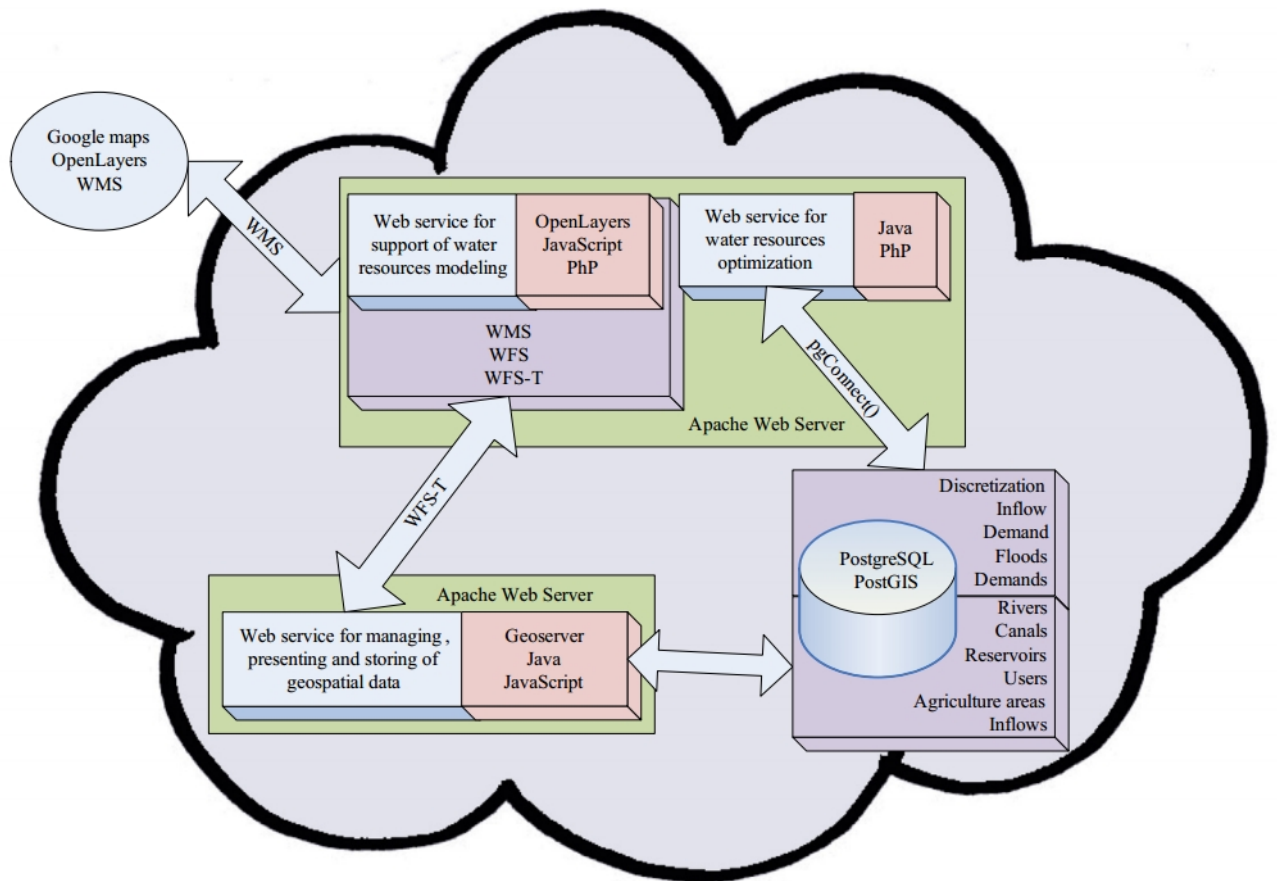 Google maps
OpenLayers
WMS
WMS
Web service for
support of water
resources modeling
OpenLayers
JavaScript
PhP
Web service for
water resources
optimization
Java
PhP
WMS
WFS
WFS-T
pgConnect()
Apache Web Server
WFS-T
Discretization
Inflow
Demand
Floods
Demands
PostgreSQL
PostGIS
Rivers
Canals
Reservoirs
Users
Agriculture areas
Inflows
Apache Web Server
Web service for managing ,
presenting and storing of
geospatial data
Geoserver
Java
JavaScript